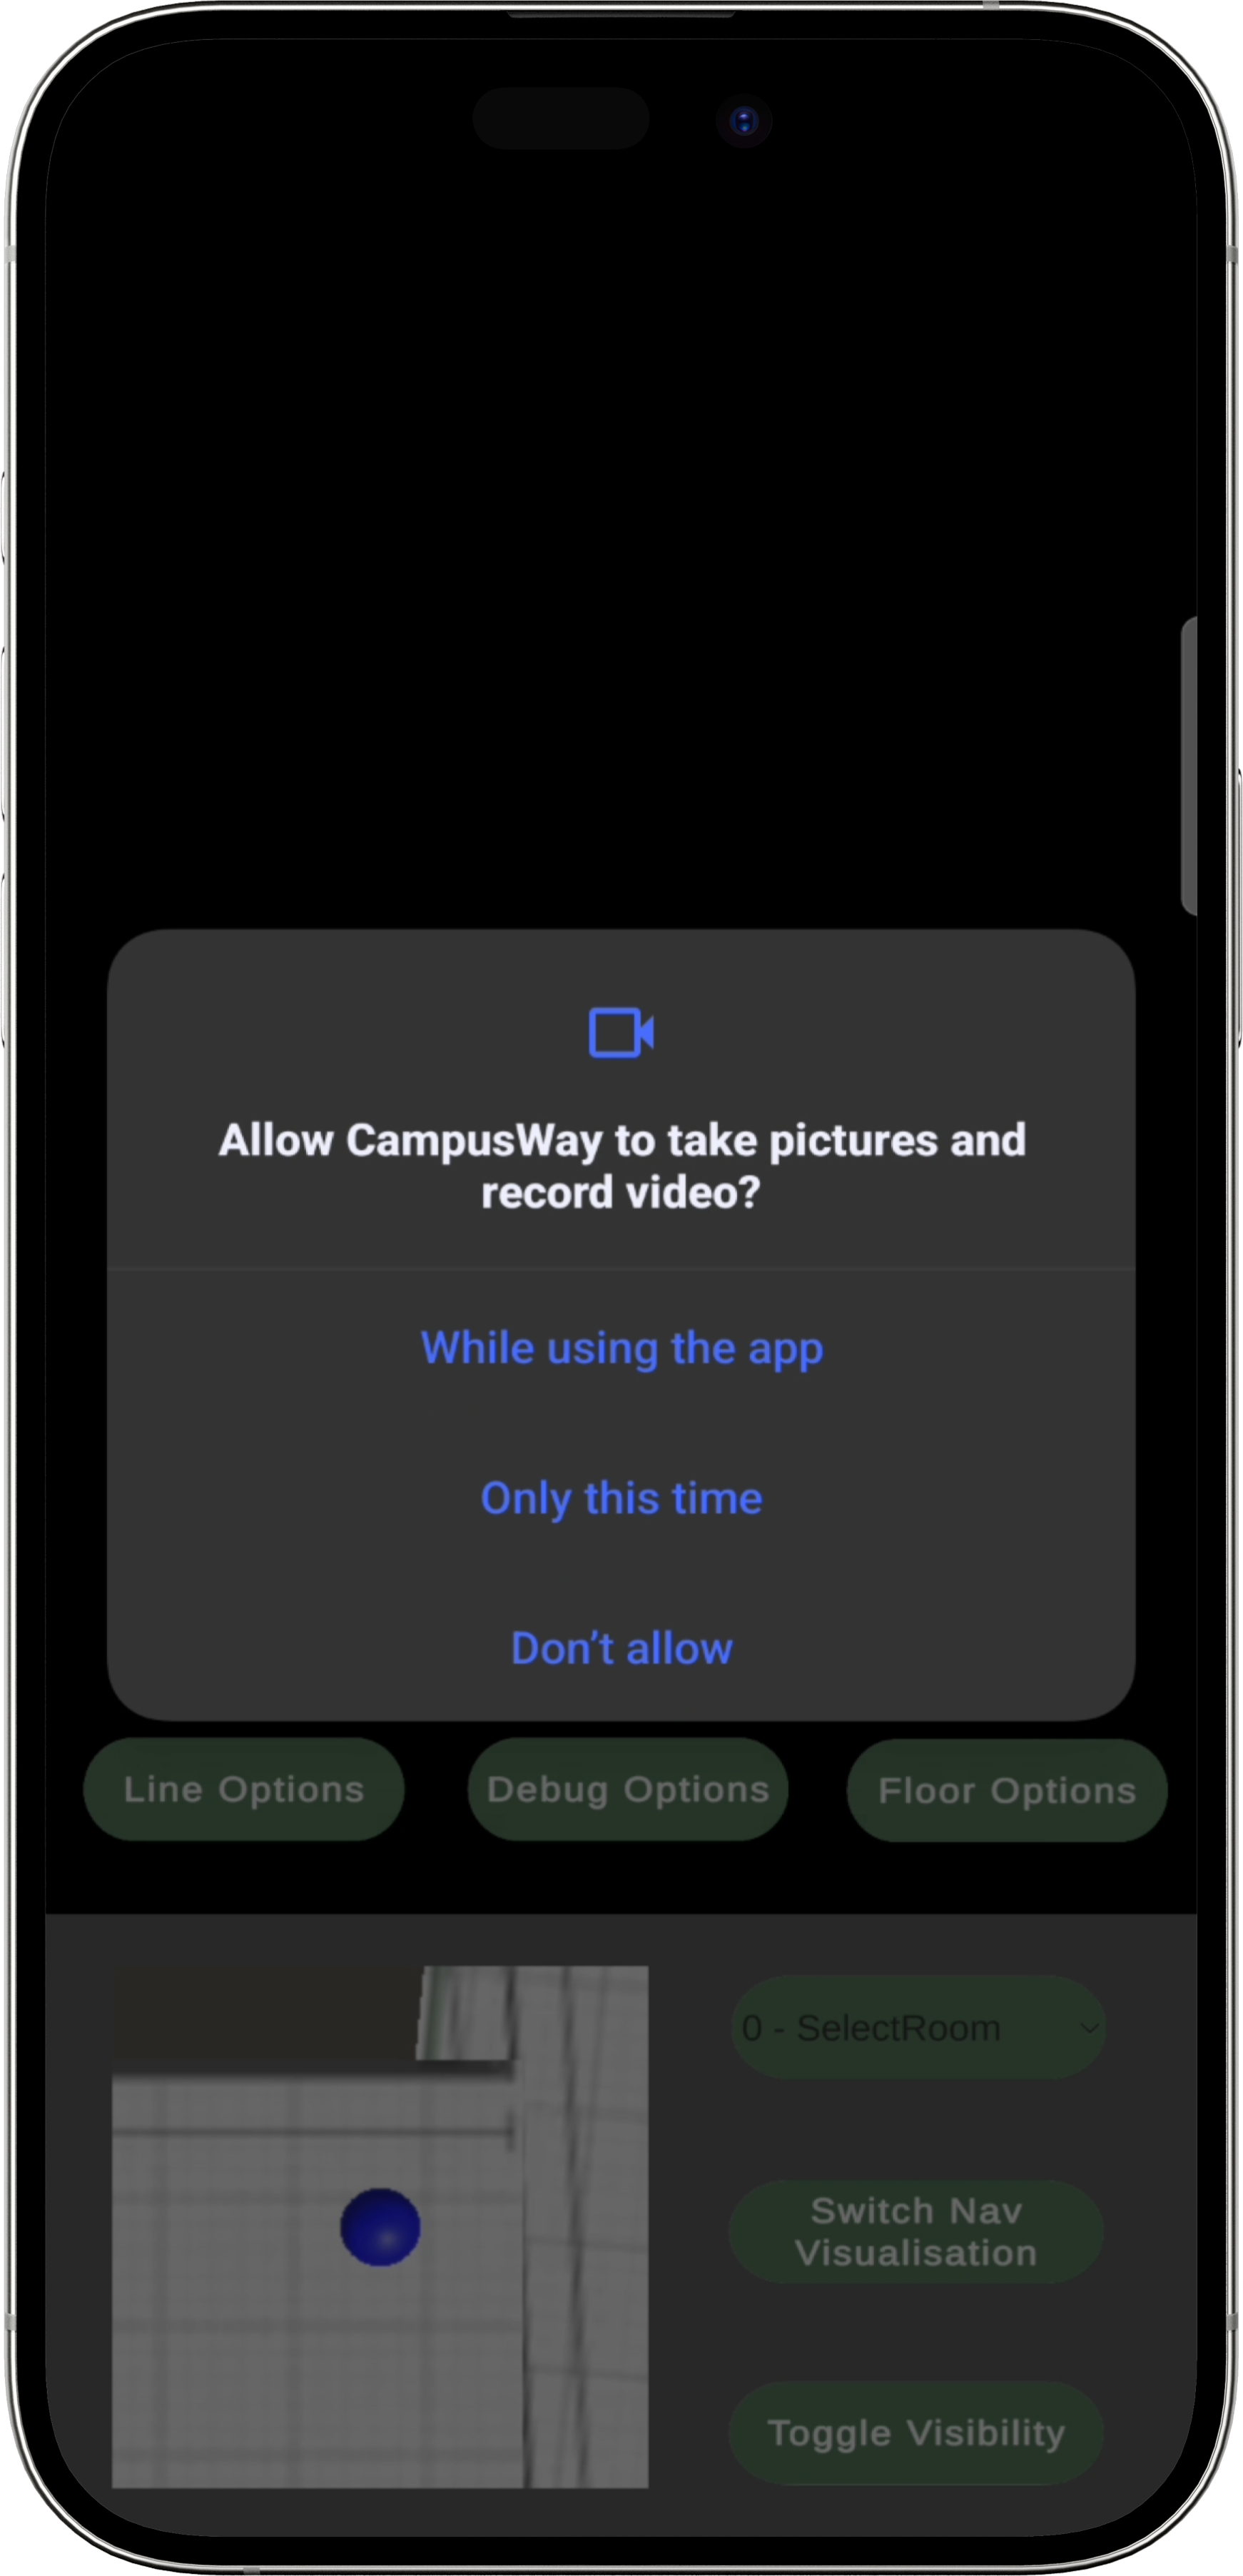 Allow CampusWay to take pictures and
record video?
While using the app
Only this time
Don’t allow
Line Options
Debug Options
Floor Options
0 - SelectRoom
Switch Nav
Visualisation
Toggle Visibility